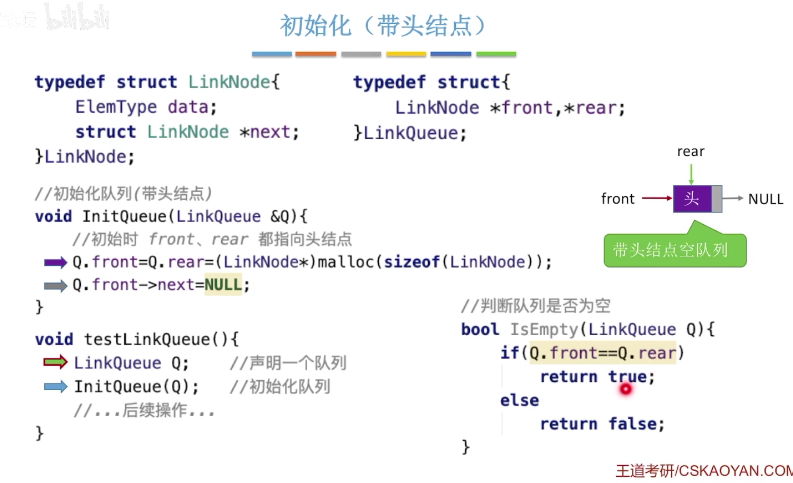 bilibili
初始化（带头结点）
typedef struct LinkNode{
ElemType data;
struct LinkNode *next;
}LinkNode;
typedef struct{
LinkNode *front,*rear;
}LinkQueue;
//初始化队列(带头结点)
void InitQueue(LinkQueue &Q){
//初始时 front、rear 都指向头结点
Q.front=Q.rear=(LinkNode*)malloc(sizeof(LinkNode));
Q.front->next=NULL;
}
void testLinkQueue(){
LinkQueue Q; //声明一个队列
InitQueue(Q); //初始化队列
//...后续操作...
}
rear
front
头
NULL
带头结点空队列
//判断队列是否为空
bool IsEmpty(LinkQueue Q){
if(Q.front==Q.rear)
return true;
else
return false;
}
王道考研/CSKAOYAN.COM